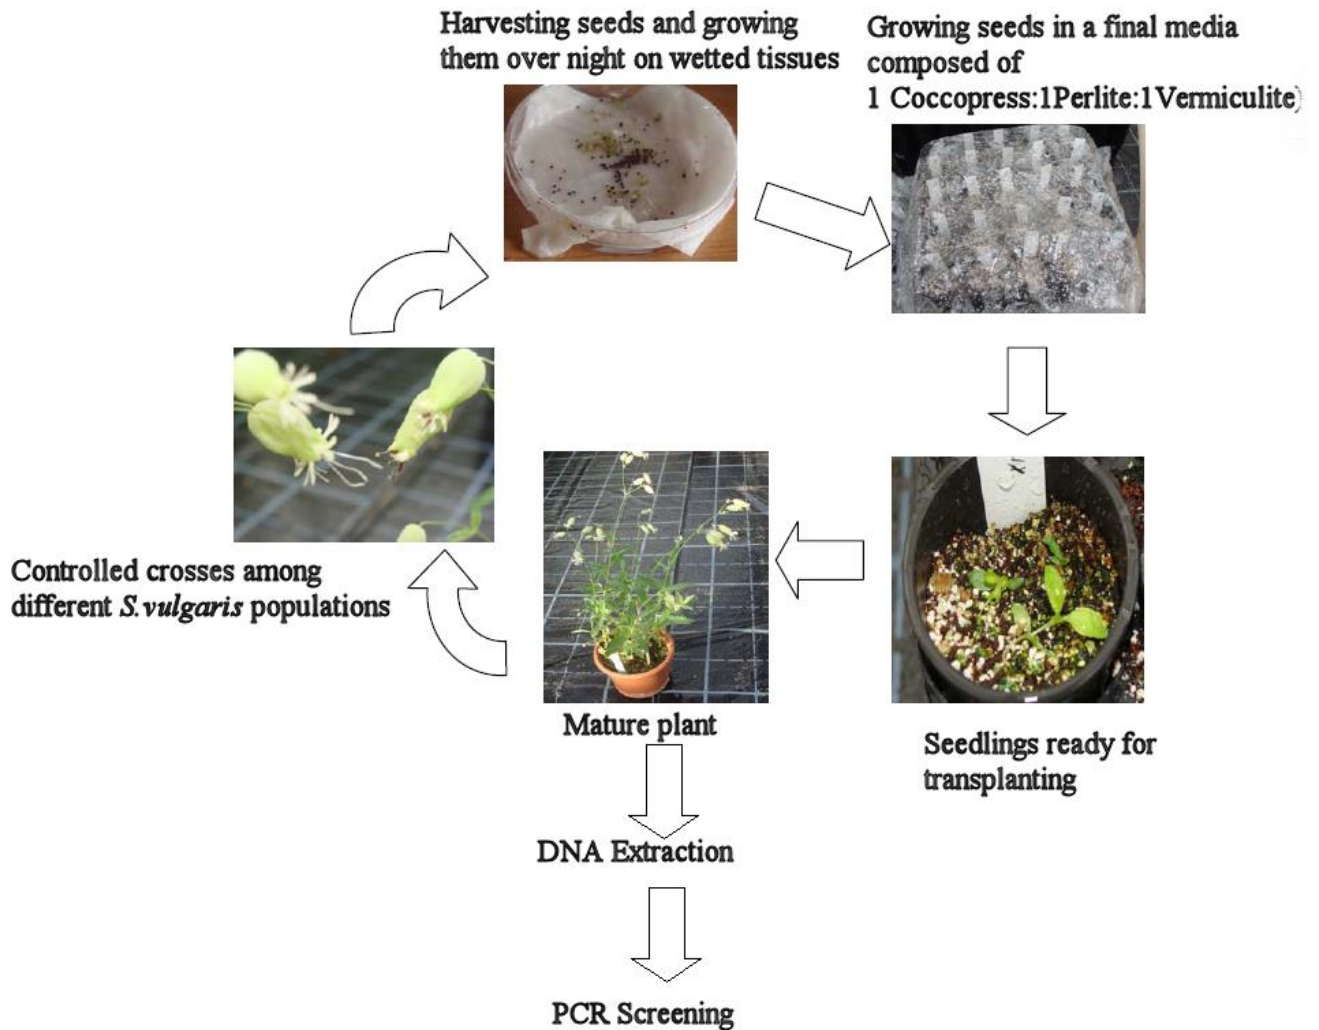 Harvesting seeds and growing
them over night on wetted tissues
Growing seeds in a final media
composed of
1 Coccopress:1Perlite:1Vermiculite)
Controlled crosses among
different S.vulgaris populations
Mature plant
Seedlings ready for
transplanting
DNA Extraction
PCR Screening